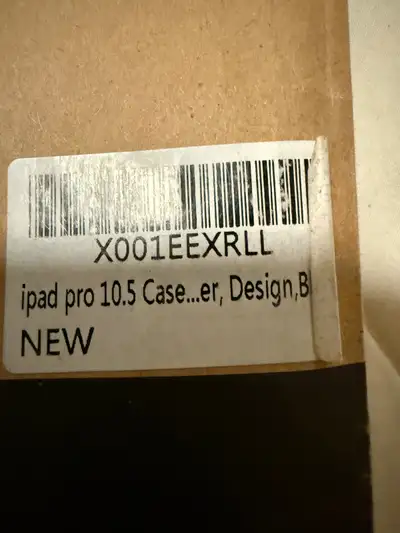 X001EEXRLL
ipad pro 10.5 Case...er, Design,B
NEW